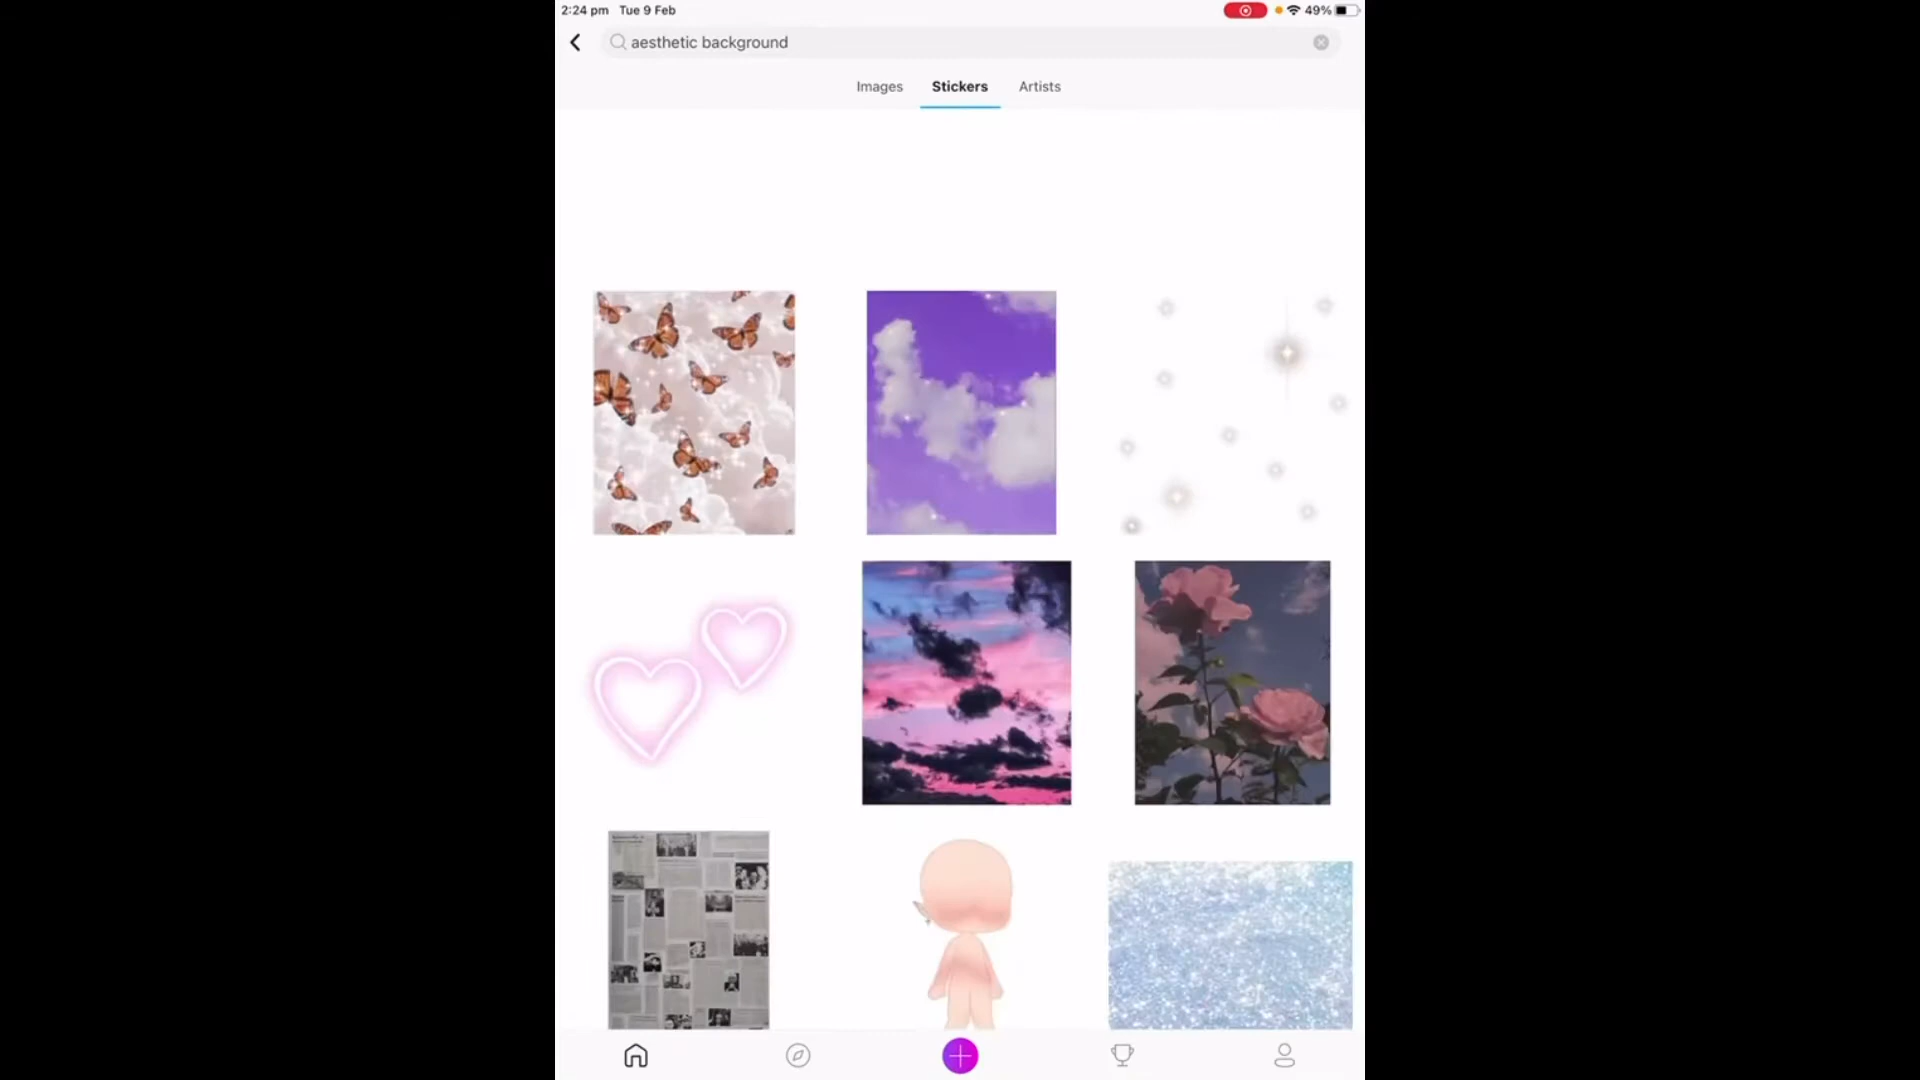 2:24 pm Tue 9 Feb 49%
aesthetic background
Images Stickers Artists